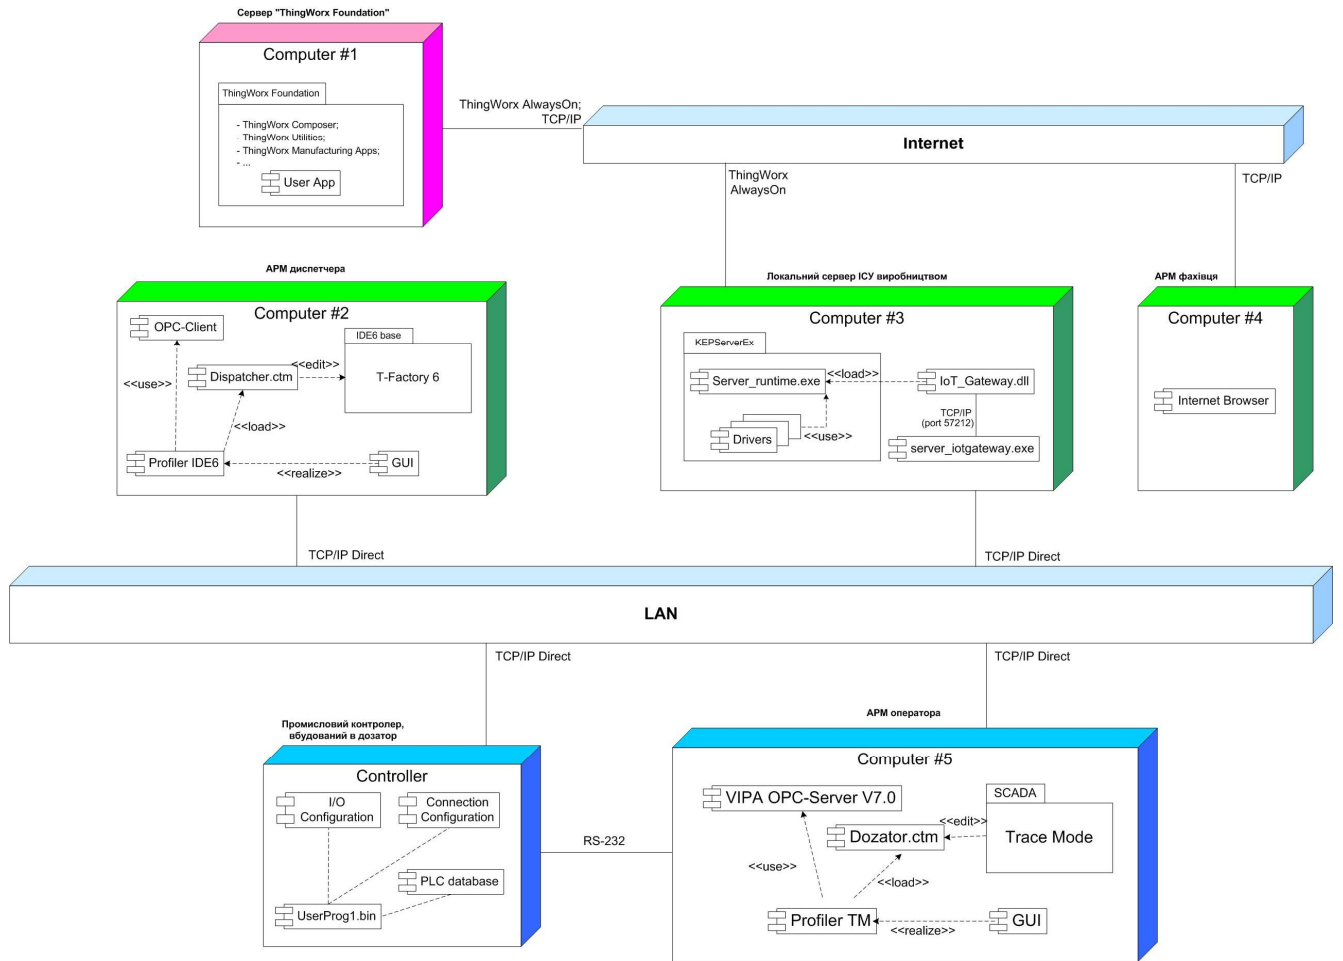 Сервер "ThingWorx Foundation"
Computer #1
ThingWorx Foundation
- ThingWorx Composer;
- ThingWorx Utilities;
- ThingWorx Manufacturing Apps;
- ...
User App
ThingWorx AlwaysOn;
TCP/IP
Internet
ThingWorx
AlwaysOn
TCP/IP
АРМ диспетчера
Computer #2
OPC-Client
IDE6 base
<<edit>>
T-Factory 6
<<use>>
Dispatcher.ctm
<<load>>
Profiler IDE6
GUI
<<realize>>
TCP/IP Direct
Локальний сервер ІСУ виробництвом
Computer #3
KEPServerEx
<<load>>
Server_runtime.exe
IoT_Gateway.dll
TCP/IP
(port 57212)
Drivers
<<use>>
server_iotgateway.exe
TCP/IP Direct
АРМ фахівця
Computer #4
Internet Browser
LAN
TCP/IP Direct
TCP/IP Direct
Промисловий контролер,
вбудований в дозатор
Controller
I/O
Configuration
Connection
Configuration
PLC database
UserProg1.bin
RS-232
АРМ оператора
Computer #5
VIPA OPC-Server V7.0
SCADA
<<edit>>
Dozator.ctm
Trace Mode
<<use>>
<<load>>
Profiler TM
GUI
<<realize>>